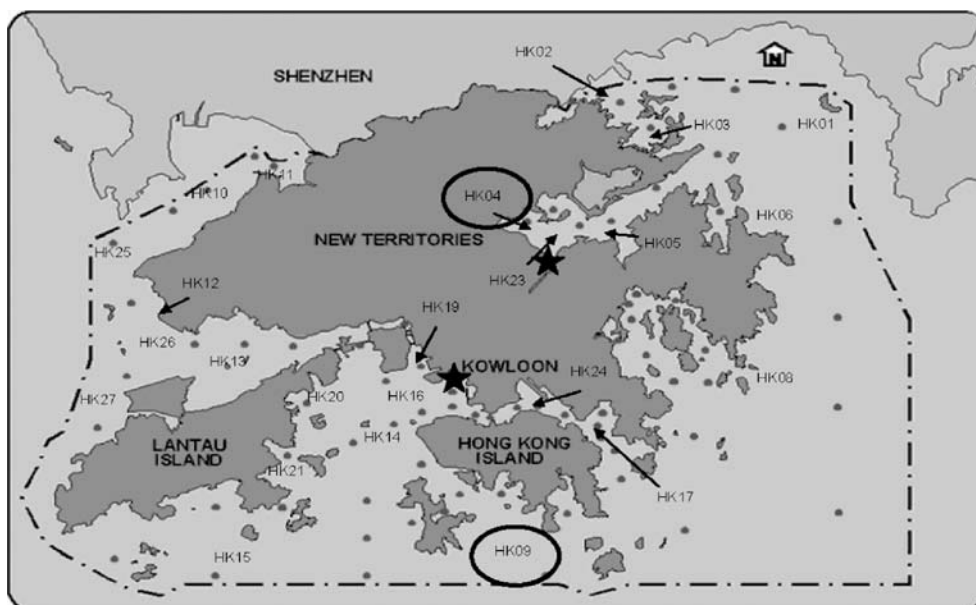 HK02
N
SHENZHEN
HK03
HK01
HK11
HK10
HK04
HK06
NEW TERRITORIES
HK05
HK25
HK23
HK12
HK19
HK26
HK13
KOWLOON
HK24
HK08
HK27
HK20
HK16
HK14
LANTAU
ISLAND
HONG KONG
ISLAND
HK21
HK17
HK09
HK15